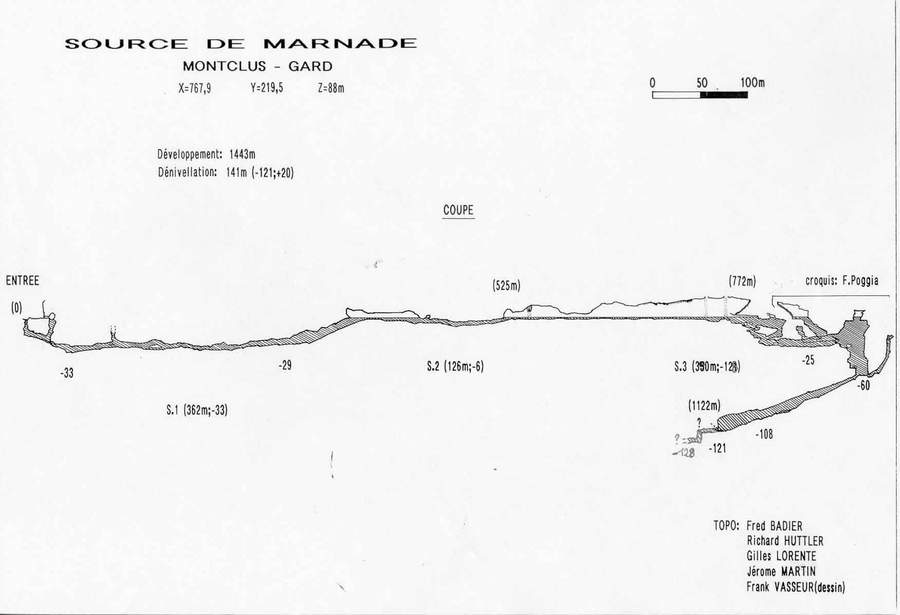 SOURCE DE MARNADE
MONTCLUS - GARD
X=767,9 Y=219,5 Z=88m
0 50 100m
Développement: 1443m
Dénivellation: 141m (-121;+20)
COUPE
ENTREE
(0)
(525m)
(772m)
croquis: F.Poggia
-33
-29
S.1 (362m;-33)
S.2 (126m;-6)
S.3
-25
-60
(1122m)
?
?
-128
-121
-108
TOPO: Fred BADIER
Richard HUTTLER
Gilles LORENTE
Jérome MARTIN
Frank VASSEUR(dessin)